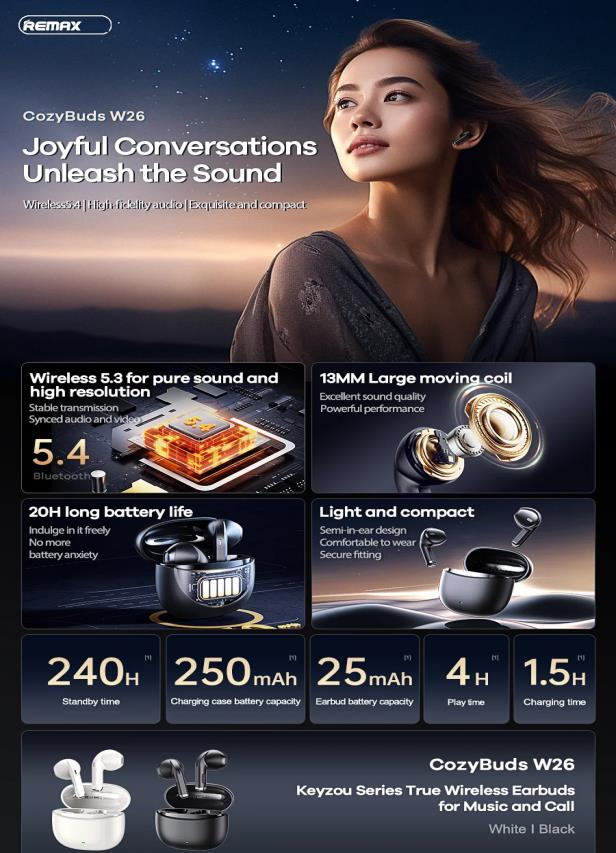 REMAX
CozyBuds W26
Joyful Conversations
Unleash the Sound
Wireless5.4 | High-fidelity audio | Exquisite and compact
Wireless 5.3 for pure sound and
high resolution
Stable transmission
Synced audio and video
5.4
5.4
Bluetooth
13MM Large moving coil
Excellent sound quality
Powerful performance
20H long battery life
Indulge in it freely
No more
battery anxiety
Light and compact
Semi-in-ear design
Comfortable to wear
Secure fitting
240H [1]
Standby time
250mAh [1]
Charging case battery capacity
25mAh [1]
Earbud battery capacity
4H [1]
Play time
1.5H [1]
Charging time
CozyBuds W26
Keyzou Series True Wireless Earbuds
for Music and Call
White | Black